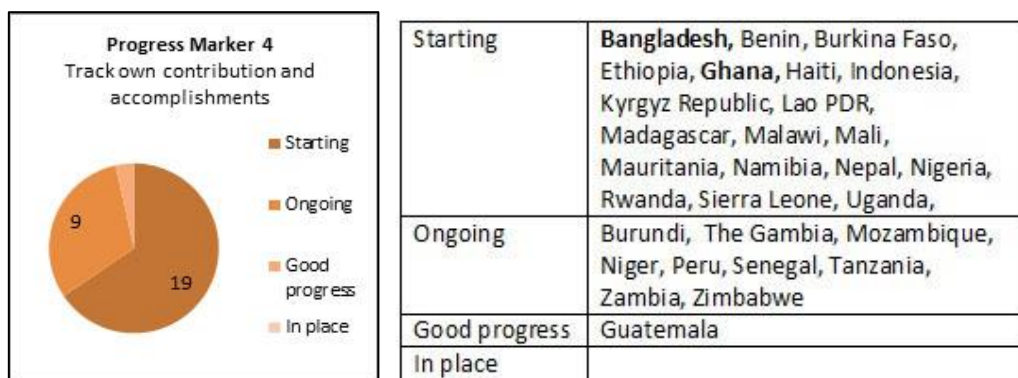 Progress Marker 4
Track own contribution and
accomplishments
Starting
Ongoing
Good
progress
In place
9
19
Starting
Bangladesh, Benin, Burkina Faso,
Ethiopia, Ghana, Haiti, Indonesia,
Kyrgyz Republic, Lao PDR,
Madagascar, Malawi, Mali,
Mauritania, Namibia, Nepal, Nigeria,
Rwanda, Sierra Leone, Uganda,
Ongoing
Burundi, The Gambia, Mozambique,
Niger, Peru, Senegal, Tanzania,
Zambia, Zimbabwe
Good progress
Guatemala
In place